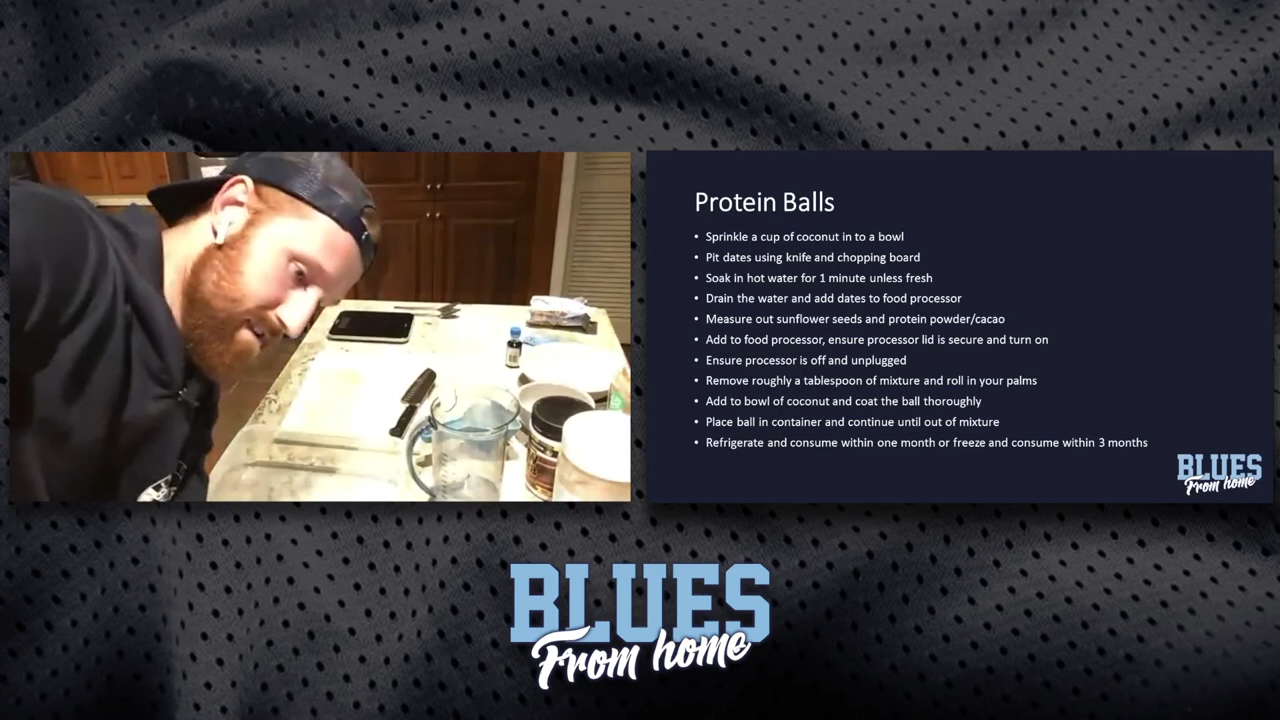 Protein Balls
• Sprinkle a cup of coconut in to a bowl
• Pit dates using knife and chopping board
• Soak in hot water for 1 minute unless fresh
• Drain the water and add dates to food processor
• Measure out sunflower seeds and protein powder/cacao
• Add to food processor, ensure processor lid is secure and turn on
• Ensure processor is off and unplugged
• Remove roughly a tablespoon of mixture and roll in your palms
• Add to bowl of coconut and coat the ball thoroughly
• Place ball in container and continue until out of mixture
• Refrigerate and consume within one month or freeze and consume within 3 months
BLUES
From home
BLUES
From home